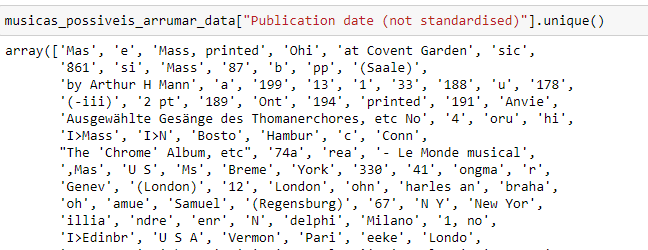 musicas_possiveis_arrumar_data["Publication date (not standardised)"].unique()
array(['Mas', 'e', 'Mass, printed', 'Ohi', 'at Covent Garden', 'sic',
'861', 'si', 'Mass', '87', 'b', 'pp', '(Saale)',
'by Arthur H Mann', 'a', '199', '13', '1', '33', '188', 'u', '178',
'(-iii)', '2 pt', '189', 'Ont', '194', 'printed', '191', 'Anvie',
'Ausgewählte Gesänge des Thomanerchores, etc No', '4', 'oru', 'hi',
'I>Mass', 'I>N', 'Bosto', 'Hambur', 'c', 'Conn',
"The 'Chrome' Album, etc", '74a', 'rea', '- Le Monde musical',
',Mas', 'U S', 'Ms', 'Breme', 'York', '330', '41', 'ongma', 'r',
'Genev', '(London)', '12', 'London', 'ohn', 'harles an', 'braha',
'oh', 'amue', 'Samuel', '(Regensburg)', '67', 'N Y', 'New Yor',
'illia', 'ndre', 'enr', 'N', 'delphi', 'Milano', '1, no',
'I>Edinbr', 'U S A', 'Vermon', 'Pari', 'eeke', 'Londo',